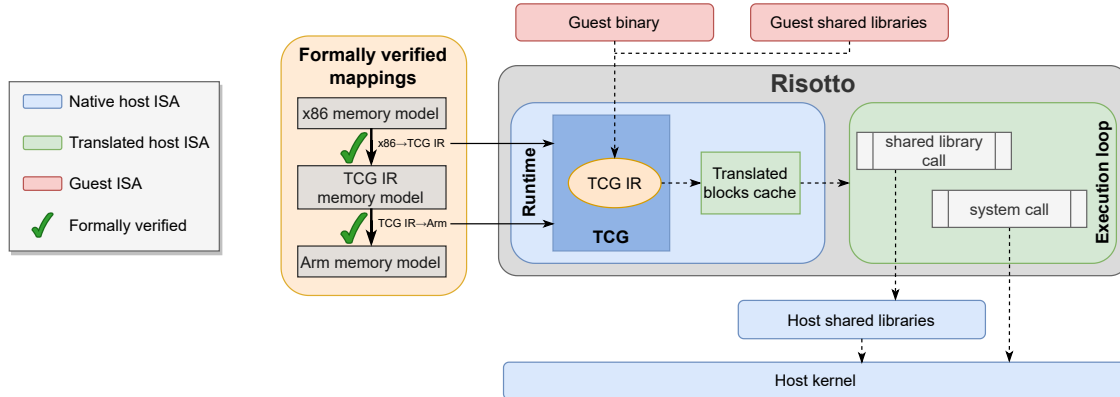 Native host ISA
Translated host ISA
Guest ISA
Formally verified
Formally verified
mappings
x86 memory model
x86→TCG IR
TCG IR
memory model
TCG IR→Arm
Arm memory model
Guest binary
Guest shared libraries
Risotto
Runtime
TCG IR
TCG
Translated
blocks cache
shared library
call
system call
Execution loop
Host shared libraries
Host kernel